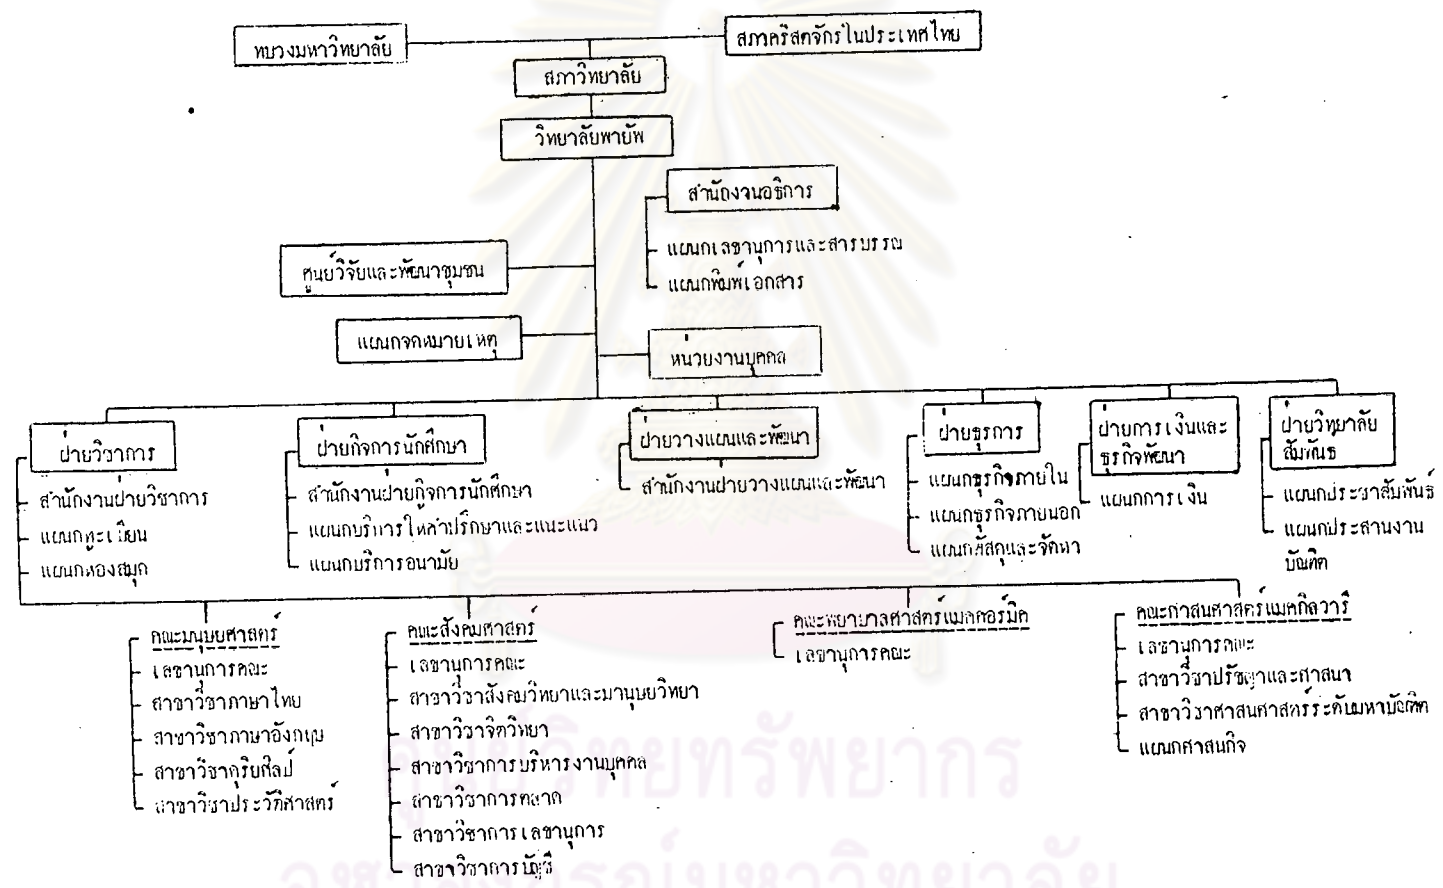 ทบวงมหาวิทยาลัย
สภาคริสตจักรในประเทศไทย
สภาวิทยาลัย
วิทยาลัยพายัพ
สำนักงานอธิการ
แผนกเลขานุการและสารบรรณ
แผนกพิมพ์เอกสาร
ศูนย์วิจัยและพัฒนาชุมชน
แผนกจดหมายเหตุ
หน่วยงานบุคคล
ฝ่ายวิชาการ
สำนักงานฝ่ายวิชาการ
แผนกทะเบียน
แผนกห้องสมุด
ฝ่ายกิจการนักศึกษา
สำนักงานฝ่ายกิจการนักศึกษา
แผนกบริการให้คำปรึกษาและแนะแนว
แผนกบริการอนามัย
ฝ่ายวางแผนและพัฒนา
สำนักงานฝ่ายวางแผนและพัฒนา
ฝ่ายธุรการ
แผนกธุรกิจภายใน
แผนกธุรกิจภายนอก
แผนกพัสดุและจัดหา
ฝ่ายการเงินและ
ธุรกิจพัฒนา
แผนกการเงิน
ฝ่ายวิทยาลัย
สัมพันธ์
แผนกประชาสัมพันธ์
แผนกประสานงาน
บัณฑิต
คณะมนุษยศาสตร์
เลขานุการคณะ
สาขาวิชาภาษาไทย
สาขาวิชาภาษาอังกฤษ
สาขาวิชาดุริยศิลป์
สาขาวิชาประวัติศาสตร์
คณะสังคมศาสตร์
เลขานุการคณะ
สาขาวิชาสังคมวิทยาและมานุษยวิทยา
สาขาวิชาจิตวิทยา
สาขาวิชาการบริหารงานบุคคล
สาขาวิชาการตลาด
สาขาวิชาการเลขานุการ
สาขาวิชาการบัญชี
คณะพยาบาลศาสตร์แมคคอร์มิค
เลขานุการคณะ
คณะศาสนศาสตร์แมคกิลวารี
เลขานุการคณะ
สาขาวิชาปรัชญาและศาสนา
สาขาวิชาศาสนศาสตร์ระดับมหาบัณฑิต
แผนกศาสนกิจ
ศูนย์วิทยทรัพยากร
จุฬาลงกรณ์มหาวิทยาลัย